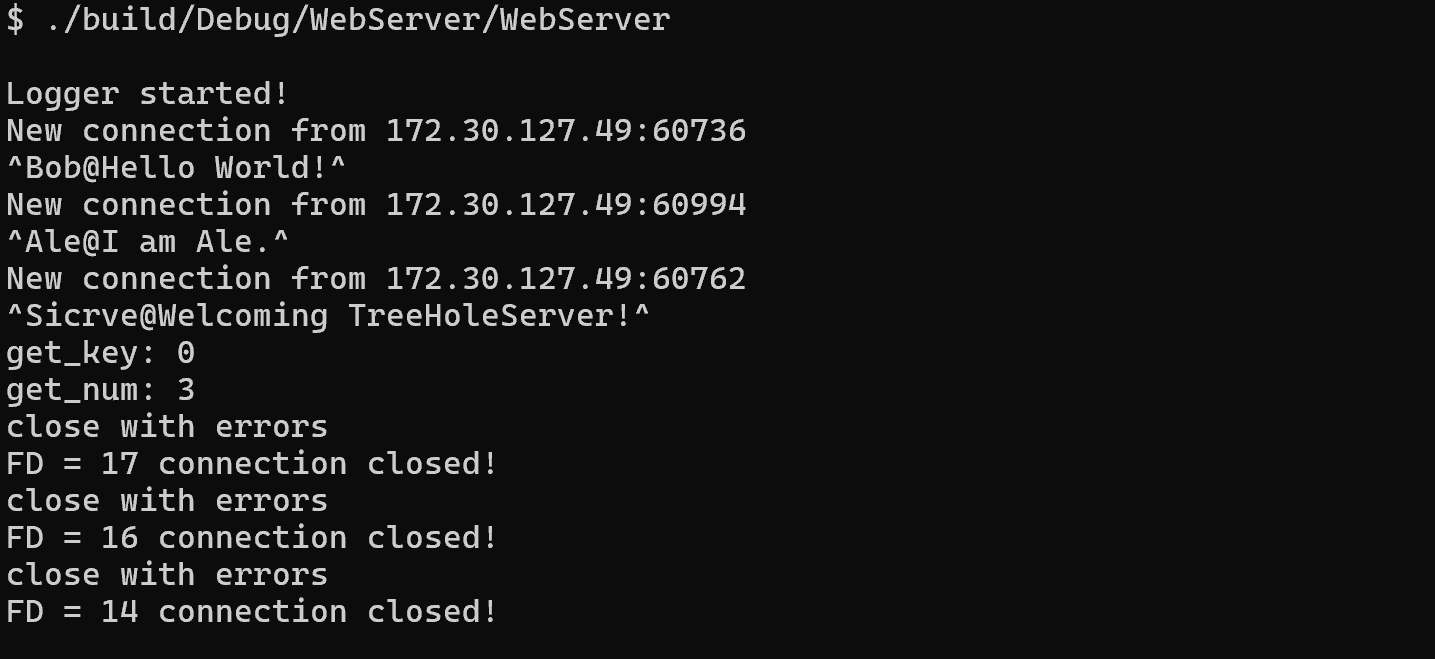 $ ./build/Debug/WebServer/WebServer
Logger started!
New connection from 172.30.127.49:60736
^Bob@Hello World!^
New connection from 172.30.127.49:60994
^Ale@I am Ale.^
New connection from 172.30.127.49:60762
^Sicrve@Welcoming TreeHoleServer!^
get_key: 0
get_num: 3
close with errors
FD = 17 connection closed!
close with errors
FD = 16 connection closed!
close with errors
FD = 14 connection closed!